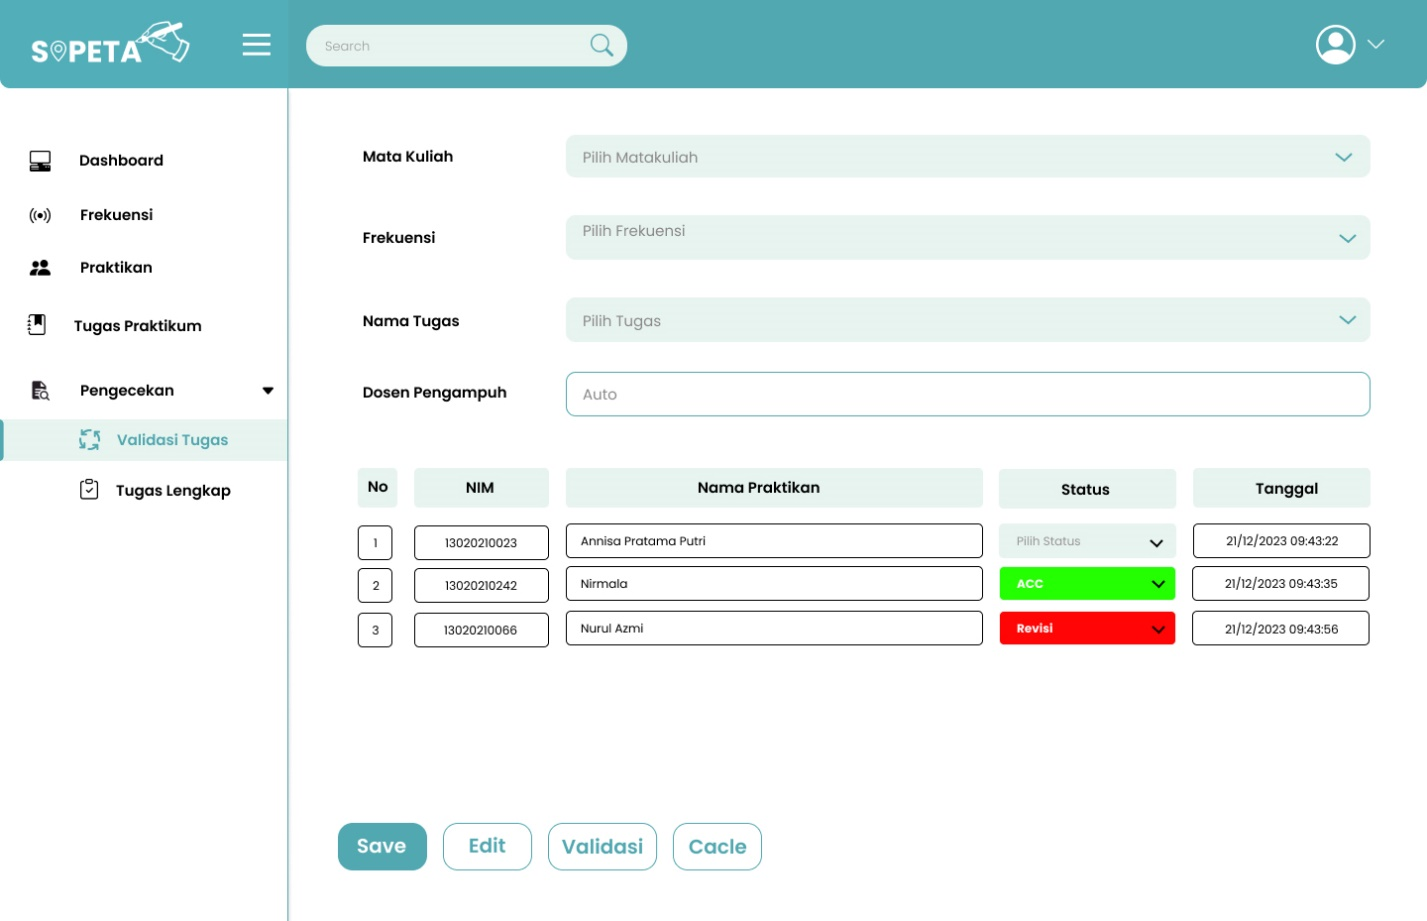 SOPETA
Search
Dashboard
Frekuensi
Praktikan
Tugas Praktikum
Pengecekan
Validasi Tugas
Tugas Lengkap
Mata Kuliah Pilih Matakuliah
Frekuensi Pilih Frekuensi
Nama Tugas Pilih Tugas
Dosen Pengampuh Auto
No NIM Nama Praktikan Status Tanggal
1 13020210023 Annisa Pratama Putri Pilih Status 21/12/2023 09:43:22
2 13020210242 Nirmala ACC 21/12/2023 09:43:35
3 13020210066 Nurul Azmi Revisi 21/12/2023 09:43:56
Save Edit Validasi Cacle